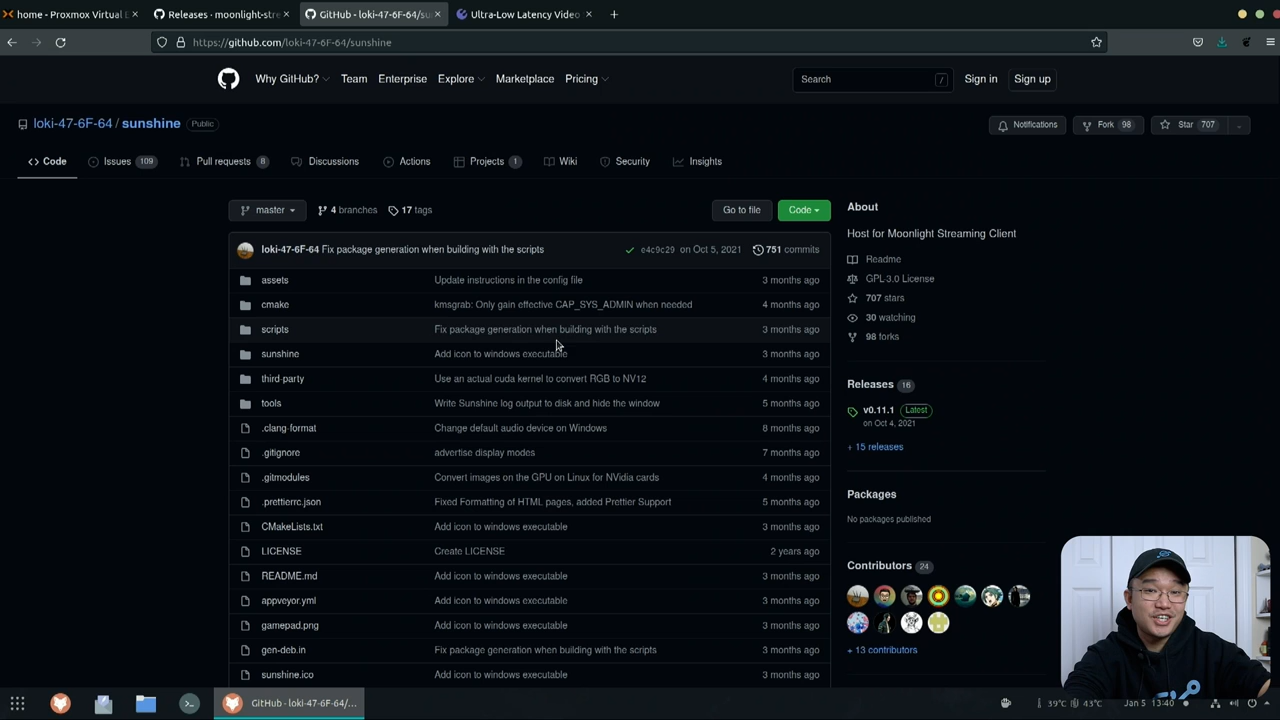 home - Proxmox Virtual E
Releases · moonlight-stre
GitHub - loki-47-6F-64/su
Ultra-Low Latency Video
https://github.com/loki-47-6F-64/sunshine
Why GitHub?
Team
Enterprise
Explore
Marketplace
Pricing
Search
/
Sign in
Sign up
loki-47-6F-64 / sunshine
Public
Notifications
Fork 98
Star 707
Code
Issues 109
Pull requests 8
Discussions
Actions
Projects 1
Wiki
Security
Insights
master
4 branches
17 tags
Go to file
Code
loki-47-6F-64 Fix package generation when building with the scripts
e4c9c29 on Oct 5, 2021
751 commits
assets Update instructions in the config file 3 months ago
cmake kmsgrab: Only gain effective CAP_SYS_ADMIN when needed 4 months ago
scripts Fix package generation when building with the scripts 3 months ago
sunshine Add icon to windows executable 3 months ago
third-party Use an actual cuda kernel to convert RGB to NV12 4 months ago
tools Write Sunshine log output to disk and hide the window 5 months ago
.clang-format Change default audio device on Windows 8 months ago
.gitignore advertise display modes 7 months ago
.gitmodules Convert images on the GPU on Linux for NVidia cards 4 months ago
.prettierrc.json Fixed Formatting of HTML pages, added Prettier Support 5 months ago
CMakeLists.txt Add icon to windows executable 3 months ago
LICENSE Create LICENSE 2 years ago
README.md Add icon to windows executable 3 months ago
appveyor.yml Add icon to windows executable 3 months ago
gamepad.png Add icon to windows executable 3 months ago
gen-deb.in Fix package generation when building with the scripts 3 months ago
sunshine.ico Add icon to windows executable 3 months ago
About
Host for Moonlight Streaming Client
Readme
GPL-3.0 License
707 stars
30 watching
98 forks
Releases 16
v0.11.1 Latest
on Oct 4, 2021
+ 15 releases
Packages
No packages published
Contributors 24
+ 13 contributors
GitHub - loki-47-6F-64/...
39°C
43°C
Jan 5 13:40